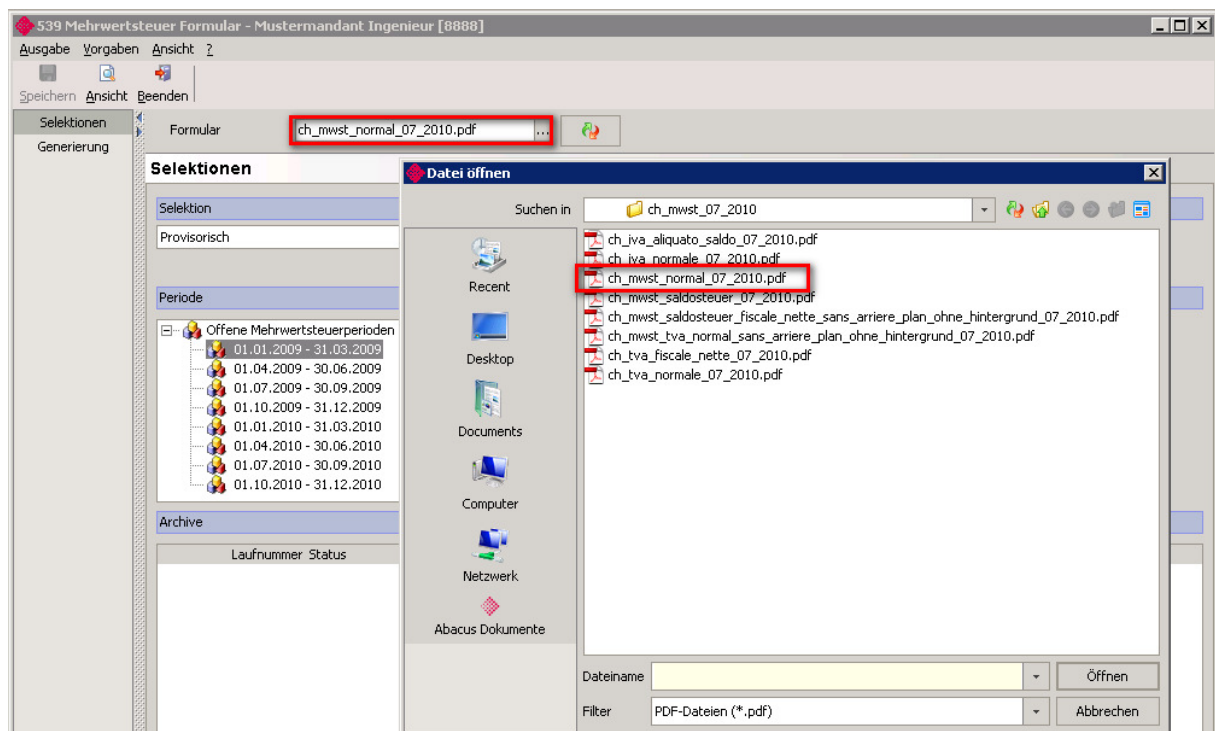 539 Mehrwertsteuer Formular - Mustermandant Ingenieur [8888]
Ausgabe Vorgaben Ansicht ?
Speichern Ansicht Beenden
Selektionen
Generierung
Formular ch_mwst_normal_07_2010.pdf ...
Selektionen
Selektion
Provisorisch
Periode
Offene Mehrwertsteuerperioden
01.01.2009 - 31.03.2009
01.04.2009 - 30.06.2009
01.07.2009 - 30.09.2009
01.10.2009 - 31.12.2009
01.01.2010 - 31.03.2010
01.04.2010 - 30.06.2010
01.07.2010 - 30.09.2010
01.10.2010 - 31.12.2010
Archive
Laufnummer Status
Datei öffnen
Suchen in ch_mwst_07_2010
Recent
Desktop
Documents
Computer
Netzwerk
Abacus Dokumente
ch_iva_aliquato_saldo_07_2010.pdf
ch_iva_normale_07_2010.pdf
ch_mwst_normal_07_2010.pdf
ch_mwst_saldosteuer_07_2010.pdf
ch_mwst_saldosteuer_fiscale_nette_sans_arriere_plan_ohne_hintergrund_07_2010.pdf
ch_mwst_tva_normal_sans_arriere_plan_ohne_hintergrund_07_2010.pdf
ch_tva_fiscale_nette_07_2010.pdf
ch_tva_normale_07_2010.pdf
Dateiname Öffnen
Filter PDF-Dateien (*.pdf) Abbrechen